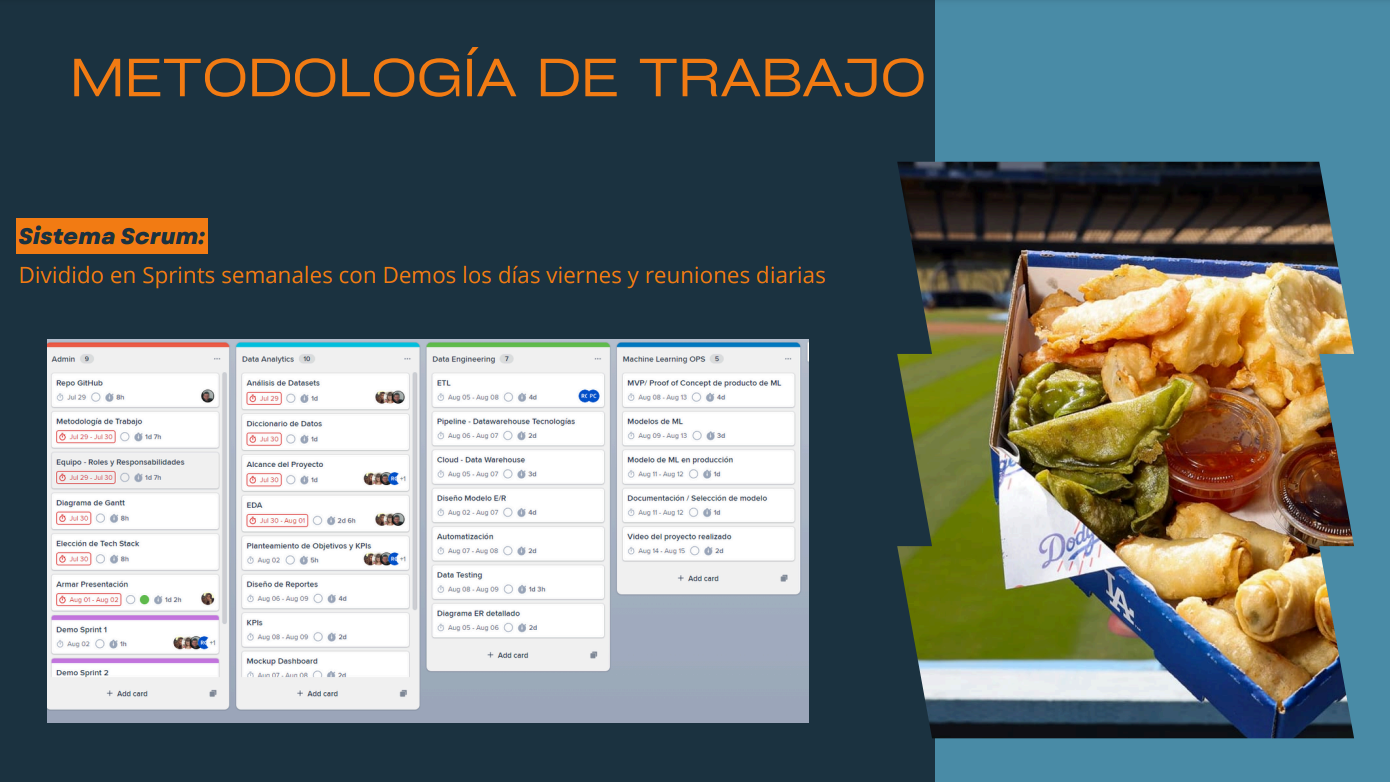 METODOLOGÍA DE TRABAJO
Sistema Scrum:
Dividido en Sprints semanales con Demos los días viernes y reuniones diarias
Admin 9
Repo GitHub
Jul 29 8h
Metodología de Trabajo
Jul 29 - Jul 30 1d 7h
Equipo - Roles y Responsabilidades
Jul 29 - Jul 30 1d 7h
Diagrama de Gantt
Jul 30 8h
Elección de Tech Stack
Jul 30 8h
Armar Presentación
Aug 01 - Aug 02 1d 2h
Demo Sprint 1
Aug 02 1h +1
Demo Sprint 2
+ Add card
Data Analytics 10
Análisis de Datasets
Jul 29 1d
Diccionario de Datos
Jul 30 1d
Alcance del Proyecto
Jul 30 1d +1
EDA
Jul 30 - Aug 01 2d 6h
Planteamiento de Objetivos y KPIs
Aug 02 5h +1
Diseño de Reportes
Aug 06 - Aug 09 4d
KPIs
Aug 08 - Aug 09 2d
Mockup Dashboard
Aug 07 - Aug 08 2d
+ Add card
Data Engineering 7
ETL
Aug 05 - Aug 08 4d RC PC
Pipeline - Datawarehouse Tecnologías
Aug 06 - Aug 07 2d
Cloud - Data Warehouse
Aug 05 - Aug 07 3d
Diseño Modelo E/R
Aug 02 - Aug 07 4d
Automatización
Aug 07 - Aug 08 2d
Data Testing
Aug 08 - Aug 09 1d 3h
Diagrama ER detallado
Aug 05 - Aug 06 2d
+ Add card
Machine Learning OPS 5
MVP/ Proof of Concept de producto de ML
Aug 08 - Aug 13 4d
Modelos de ML
Aug 09 - Aug 13 3d
Modelo de ML en producción
Aug 11 - Aug 12 1d
Documentación / Selección de modelo
Aug 11 - Aug 12 1d
Video del proyecto realizado
Aug 14 - Aug 15 2d
+ Add card
LA